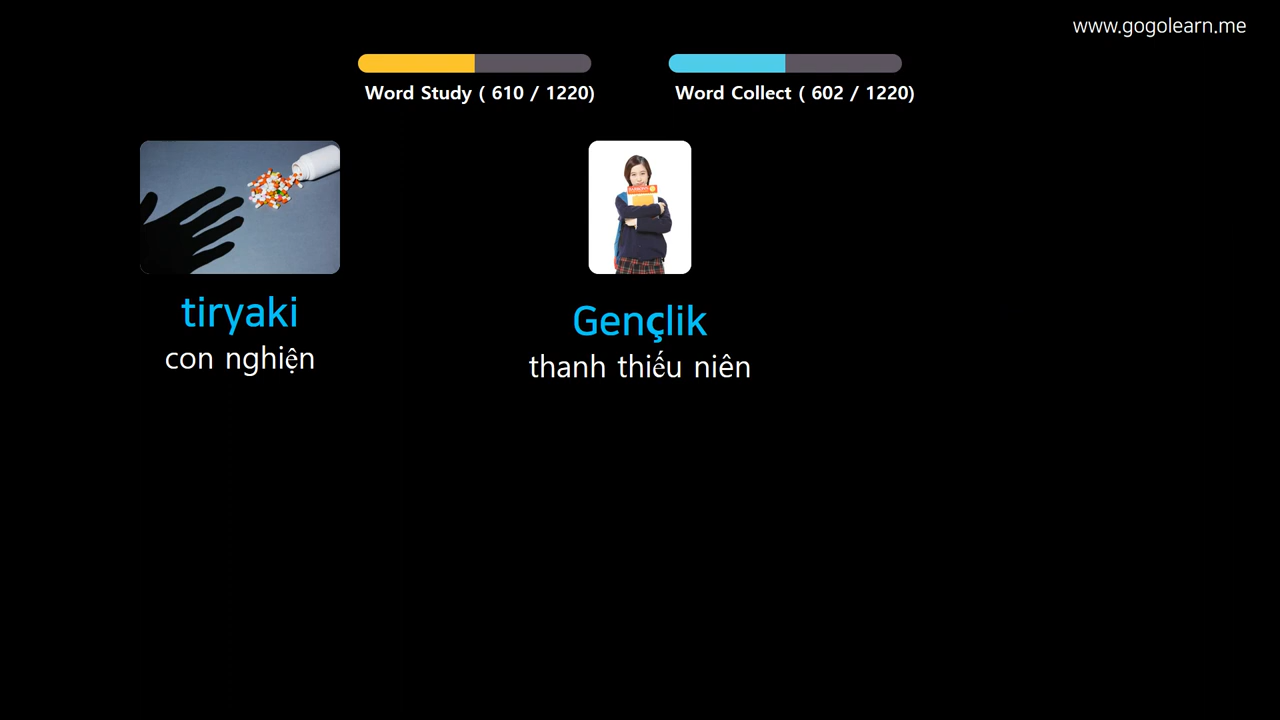 www.gogolearn.me
Word Study ( 610 / 1220)
Word Collect ( 602 / 1220)
tiryaki
con nghiện
Gençlik
thanh thiếu niên